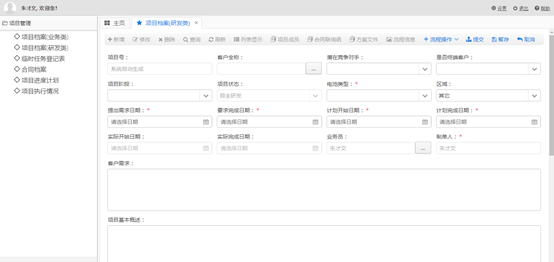 朱才文, 欢迎您! 设置 退出 帮助
项目管理
项目档案(业务类)
项目档案(研发类)
临时任务登记表
合同档案
项目进度计划
项目执行情况
主页 项目档案(研发类) ×
新增 修改 删除 查询 刷新 列表显示 项目成员 合同联络函 方案文件 流程信息 流程操作 提交 暂存 取消
项目号： 客户全称： 潜在竞争对手： 是否终端客户：
系统自动生成 ...
项目阶段： 项目状态： 电池类型：* 区域：
其它
提出需求日期：* 要求完成日期：* 计划开始日期：* 计划完成日期：*
请选择日期 请选择日期 请选择日期 请选择日期
实际开始日期： 实际完成日期： 业务员： 制单人：*
请选择日期 请选择日期 朱才文 ... 朱才文
客户需求：
项目基本概述：